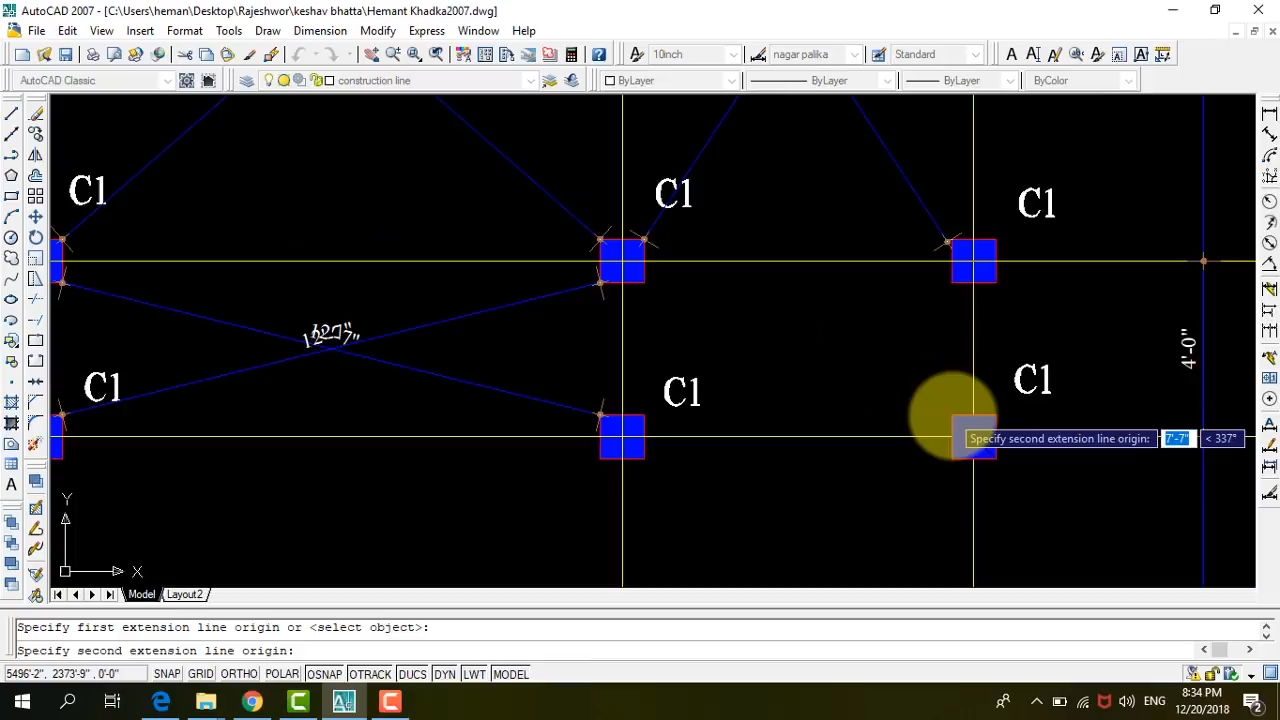 AutoCAD 2007 - [C:\Users\heman\Desktop\Rajeshwor\keshav bhatta\Hemant Khadka2007.dwg]
File Edit View Insert Format Tools Draw Dimension Modify Express Window Help
10inch nagar palika Standard
AutoCAD Classic construction line ByLayer ByLayer ByLayer ByColor
C1 C1 C1
4'-0"
C1 C1 C1
Specify second extension line origin: 7'-7" < 337°
Y
X
Model Layout2
Specify first extension line origin or <select object>:
Specify second extension line origin:
5496'-2", 2373'-9" , 0'-0" SNAP GRID ORTHO POLAR OSNAP OTRACK DUCS DYN LWT MODEL
ENG 8:34 PM
12/20/2018
2